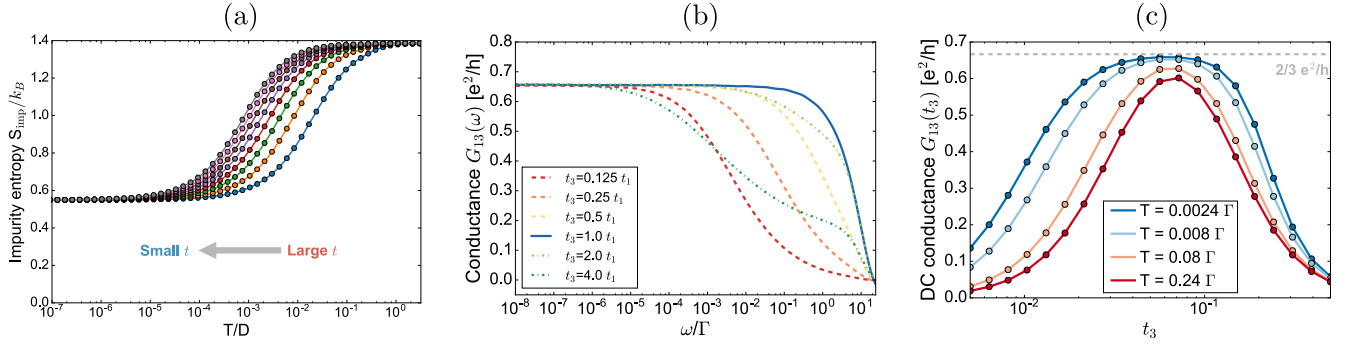 (a)
Impurity entropy S_imp/k_B
1.4
1.2
1.0
0.8
0.6
0.4
0.2
0.0
Small t
Large t
10^-7
10^-6
10^-5
10^-4
10^-3
10^-2
10^-1
10^0
T/D
(b)
Conductance G_13(ω) [e^2/h]
0.8
0.7
0.6
0.5
0.4
0.3
0.2
0.1
0.0
t_3=0.125 t_1
t_3=0.25 t_1
t_3=0.5 t_1
t_3=1.0 t_1
t_3=2.0 t_1
t_3=4.0 t_1
10^-8
10^-7
10^-6
10^-5
10^-4
10^-3
10^-2
10^-1
10^0
10^1
ω/Γ
(c)
DC conductance G_13(t_3) [e^2/h]
0.7
0.6
0.5
0.4
0.3
0.2
0.1
0.0
2/3 e^2/h
T = 0.0024 Γ
T = 0.008 Γ
T = 0.08 Γ
T = 0.24 Γ
10^-2
10^-1
t_3